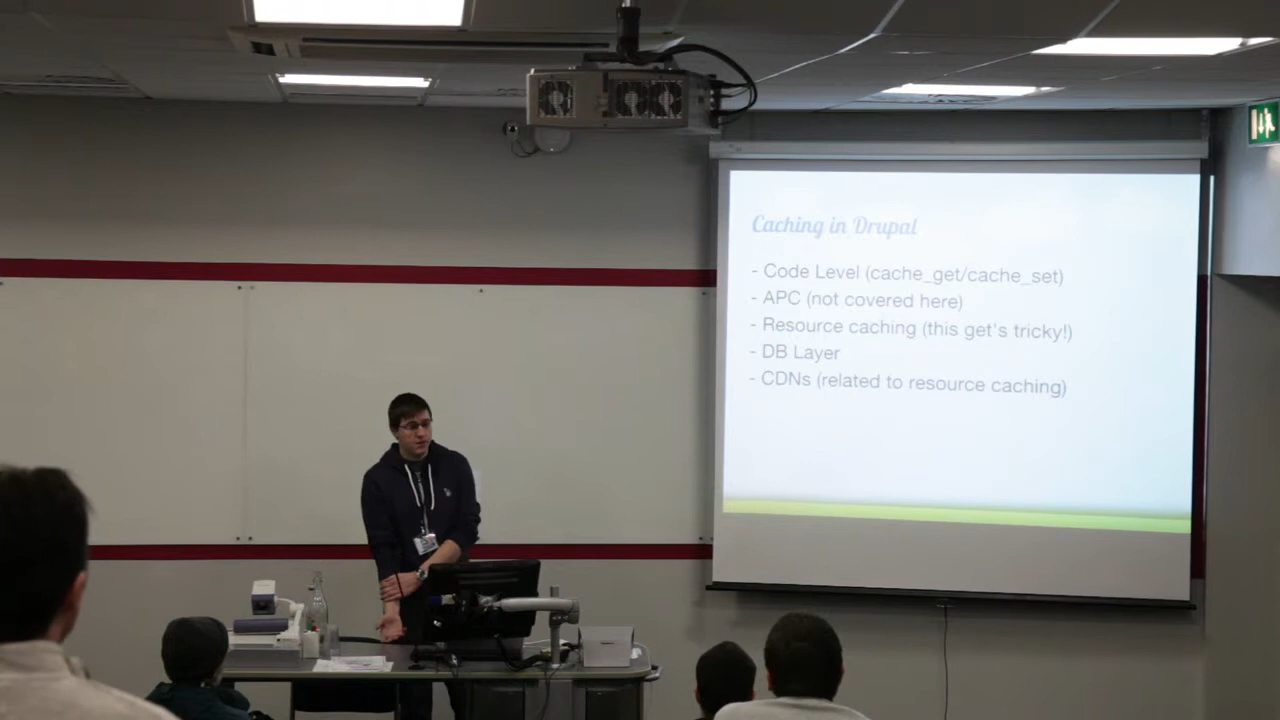 Caching in Drupal
- Code Level (cache_get/cache_set)
- APC (not covered here)
- Resource caching (this get's tricky!)
- DB Layer
- CDNs (related to resource caching)